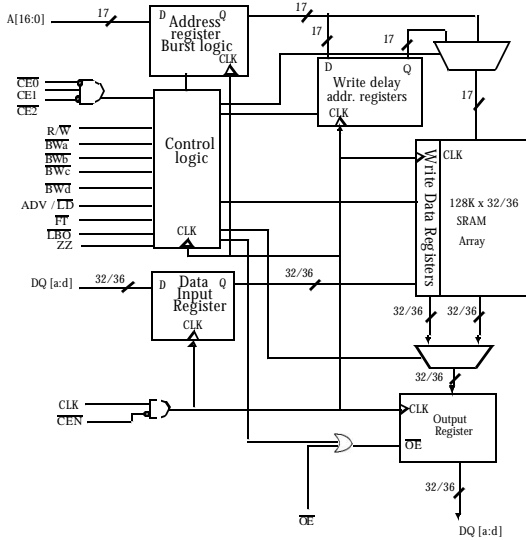 A[16:0]
17
D
Address
register
Burst logic
Q
CLK
17
17
17
D
Q
Write delay
addr. registers
CLK
17
CE0
CE1
CE2
R/W
BWa
BWb
BWc
BWd
ADV / LD
FT
LBO
ZZ
Control
logic
CLK
CLK
Write Data Registers
128K x 32/36
SRAM
Array
DQ [a:d]
32/36
D
Data
Input
Register
Q
CLK
32/36
32/36
32/36
32/36
CLK
CEN
CLK
Output
Register
OE
OE
32/36
DQ [a:d]